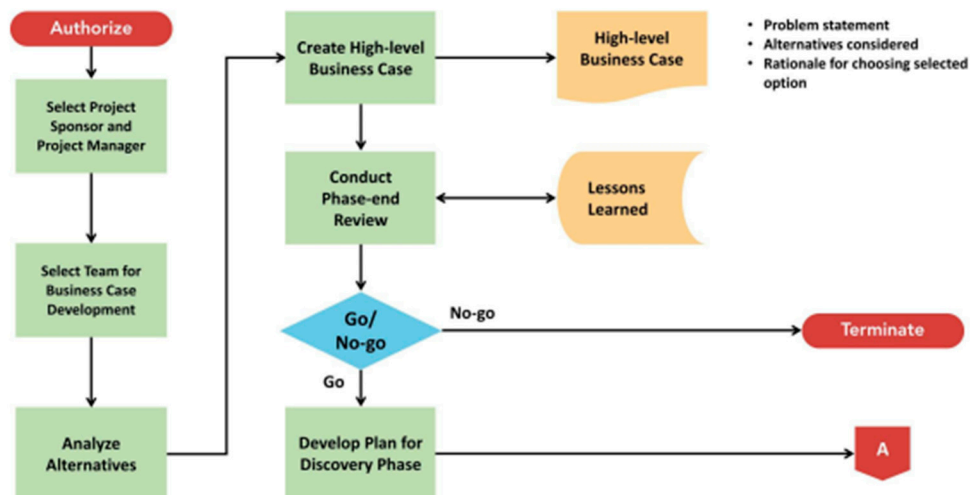 Authorize
Select Project
Sponsor and
Project Manager
Select Team for
Business Case
Development
Analyze
Alternatives
Create High-level
Business Case
High-level
Business Case
• Problem statement
• Alternatives considered
• Rationale for choosing selected
option
Conduct
Phase-end
Review
Lessons
Learned
Go/
No-go
No-go
Terminate
Go
Develop Plan for
Discovery Phase
A